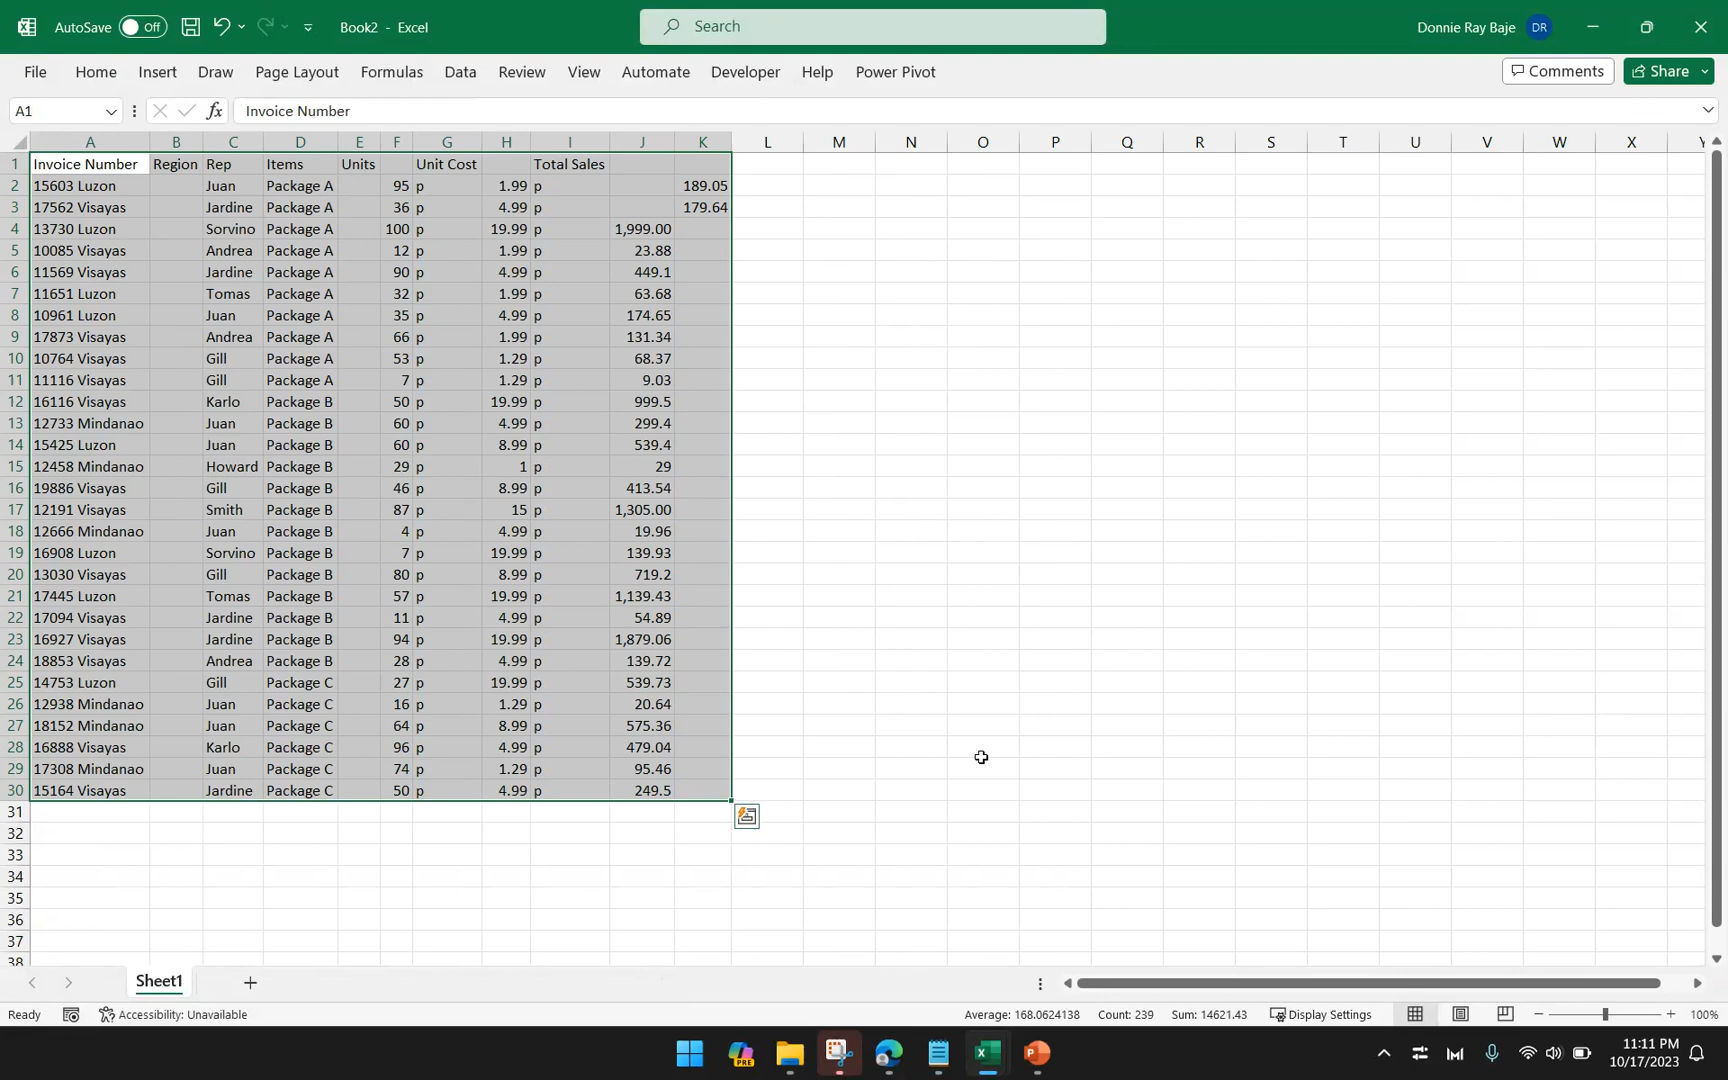 AutoSave Off Book2 - Excel Search Donnie Ray Baje DR
File Home Insert Draw Page Layout Formulas Data Review View Automate Developer Help Power Pivot Comments Share
A1 fx Invoice Number
A B C D E F G H I J K L M N O P Q R S T U V W X Y
1 Invoice Number Region Rep Items Units Unit Cost Total Sales
2 15603 Luzon Juan Package A 95 p 1.99 p 189.05
3 17562 Visayas Jardine Package A 36 p 4.99 p 179.64
4 13730 Luzon Sorvino Package A 100 p 19.99 p 1,999.00
5 10085 Visayas Andrea Package A 12 p 1.99 p 23.88
6 11569 Visayas Jardine Package A 90 p 4.99 p 449.1
7 11651 Luzon Tomas Package A 32 p 1.99 p 63.68
8 10961 Luzon Juan Package A 35 p 4.99 p 174.65
9 17873 Visayas Andrea Package A 66 p 1.99 p 131.34
10 10764 Visayas Gill Package A 53 p 1.29 p 68.37
11 11116 Visayas Gill Package A 7 p 1.29 p 9.03
12 16116 Visayas Karlo Package B 50 p 19.99 p 999.5
13 12733 Mindanao Juan Package B 60 p 4.99 p 299.4
14 15425 Luzon Juan Package B 60 p 8.99 p 539.4
15 12458 Mindanao Howard Package B 29 p 1 p 29
16 19886 Visayas Gill Package B 46 p 8.99 p 413.54
17 12191 Visayas Smith Package B 87 p 15 p 1,305.00
18 12666 Mindanao Juan Package B 4 p 4.99 p 19.96
19 16908 Luzon Sorvino Package B 7 p 19.99 p 139.93
20 13030 Visayas Gill Package B 80 p 8.99 p 719.2
21 17445 Luzon Tomas Package B 57 p 19.99 p 1,139.43
22 17094 Visayas Jardine Package B 11 p 4.99 p 54.89
23 16927 Visayas Jardine Package B 94 p 19.99 p 1,879.06
24 18853 Visayas Andrea Package B 28 p 4.99 p 139.72
25 14753 Luzon Gill Package C 27 p 19.99 p 539.73
26 12938 Mindanao Juan Package C 16 p 1.29 p 20.64
27 18152 Mindanao Juan Package C 64 p 8.99 p 575.36
28 16888 Visayas Karlo Package C 96 p 4.99 p 479.04
29 17308 Mindanao Juan Package C 74 p 1.29 p 95.46
30 15164 Visayas Jardine Package C 50 p 4.99 p 249.5
31
32
33
34
35
36
37
38
Sheet1
Ready Accessibility: Unavailable Average: 168.0624138 Count: 239 Sum: 14621.43 Display Settings 100%
PRE 11:11 PM
10/17/2023